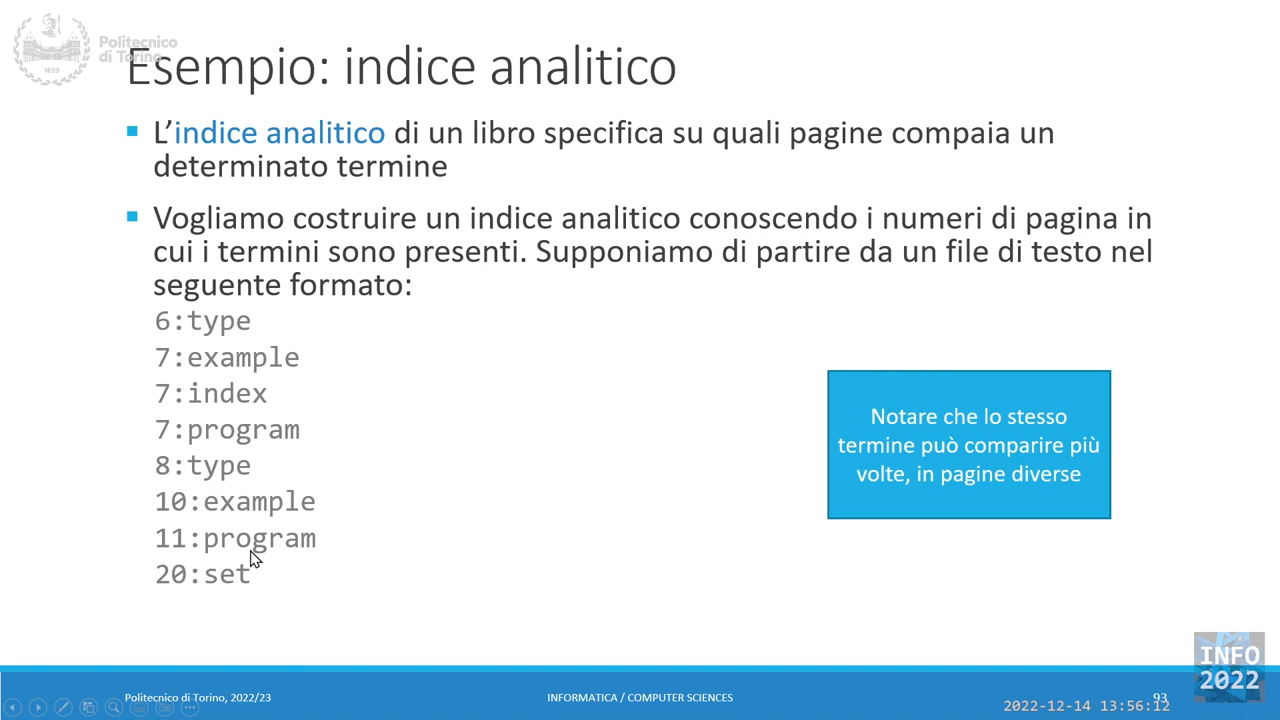 Politecnico
di Torino
1859
Esempio: indice analitico
L'indice analitico di un libro specifica su quali pagine compaia un
determinato termine
Vogliamo costruire un indice analitico conoscendo i numeri di pagina in
cui i termini sono presenti. Supponiamo di partire da un file di testo nel
seguente formato:
6:type
7:example
7:index
7:program
8:type
10:example
11:program
20:set
Notare che lo stesso
termine può comparire più
volte, in pagine diverse
INFO
2022
Politecnico di Torino, 2022/23
INFORMATICA / COMPUTER SCIENCES
93
2022-12-14 13:56:12